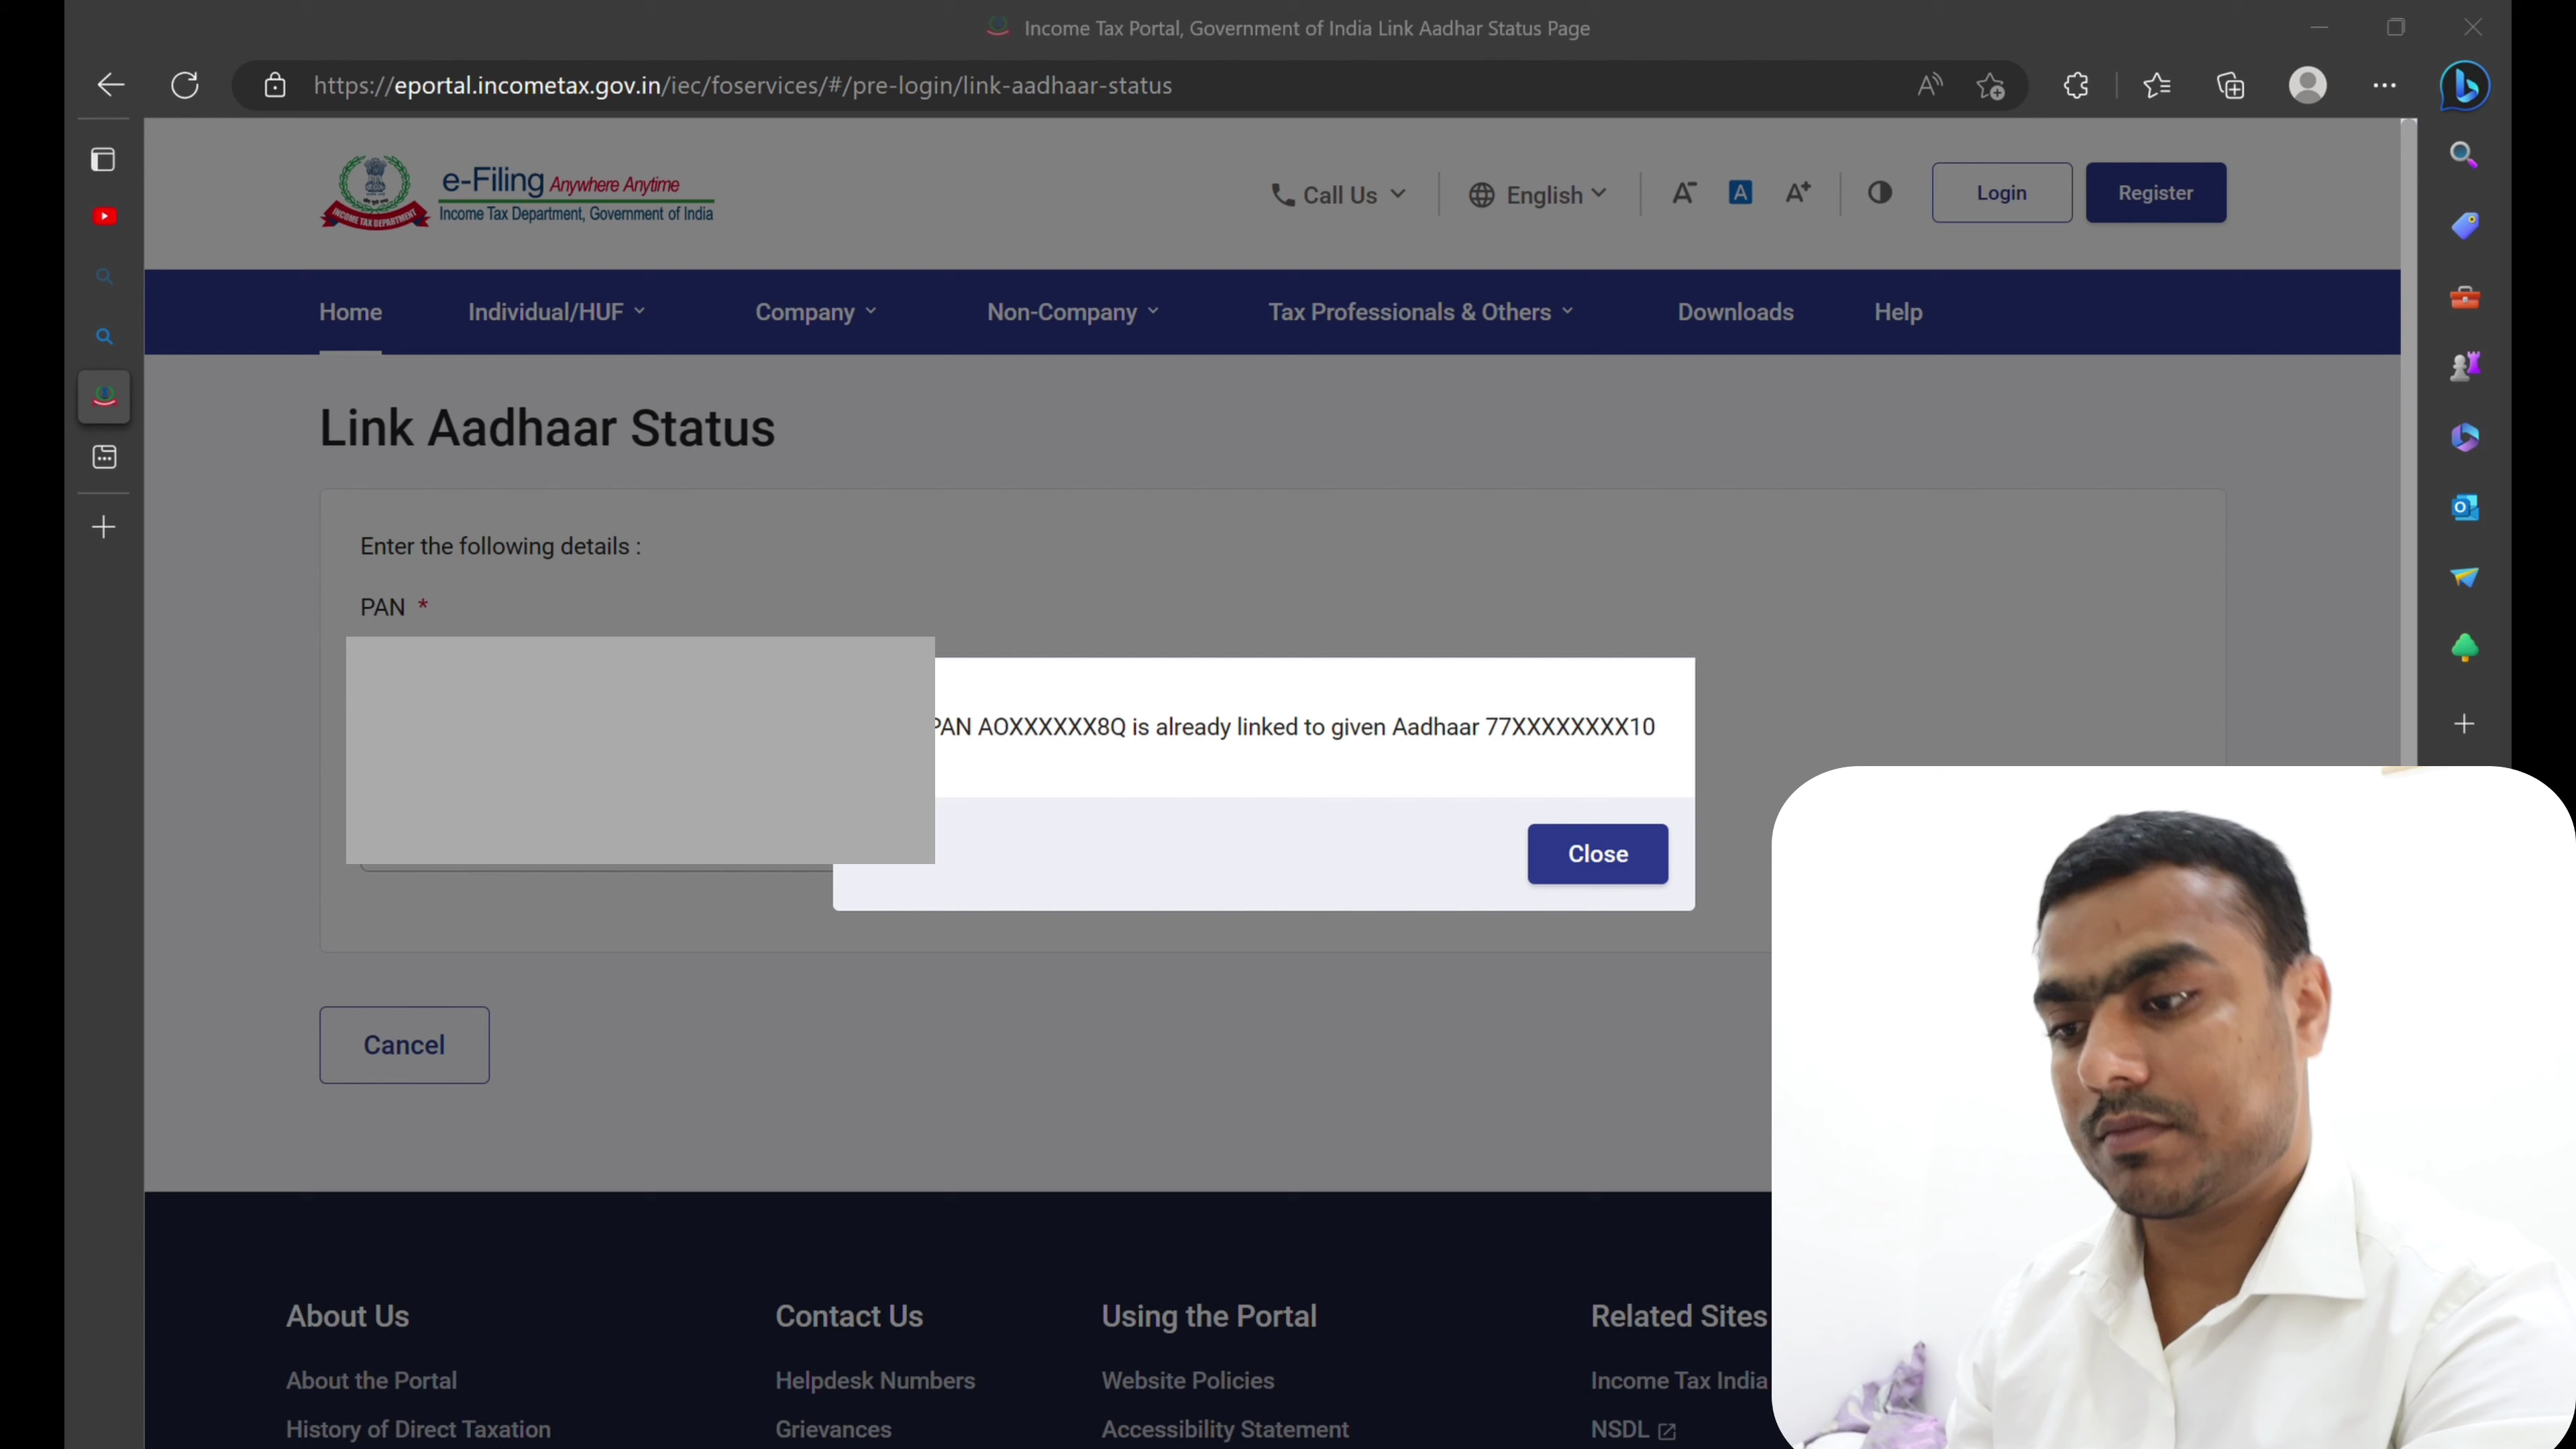 Income Tax Portal, Government of India Link Aadhar Status Page
https://eportal.incometax.gov.in/iec/foservices/#/pre-login/link-aadhaar-status
e-Filing Anywhere Anytime
Income Tax Department, Government of India
INCOME TAX DEPARTMENT
Call Us
English
A-
A
A+
Login
Register
Home Individual/HUF Company Non-Company Tax Professionals & Others Downloads Help
Link Aadhaar Status
Enter the following details :
PAN *
PAN AOXXXXXX8Q is already linked to given Aadhaar 77XXXXXXXX10
Close
Cancel
About Us
About the Portal
History of Direct Taxation
Contact Us
Helpdesk Numbers
Grievances
Using the Portal
Website Policies
Accessibility Statement
Related Sites
Income Tax India
NSDL